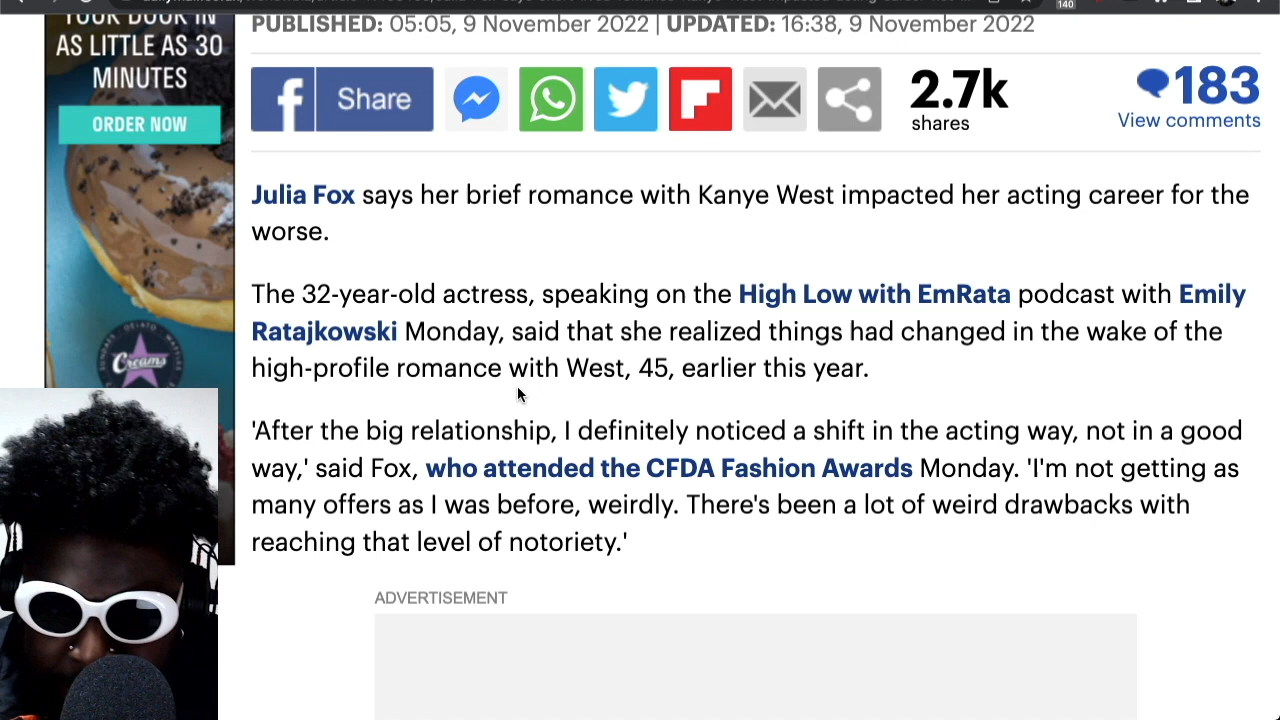 YOUR DOOR IN
AS LITTLE AS 30
MINUTES
ORDER NOW
Creams
140
PUBLISHED: 05:05, 9 November 2022 | UPDATED: 16:38, 9 November 2022
Share
2.7k
shares
183
View comments
Julia Fox says her brief romance with Kanye West impacted her acting career for the
worse.
The 32-year-old actress, speaking on the High Low with EmRata podcast with Emily
Ratajkowski Monday, said that she realized things had changed in the wake of the
high-profile romance with West, 45, earlier this year.
'After the big relationship, I definitely noticed a shift in the acting way, not in a good
way,' said Fox, who attended the CFDA Fashion Awards Monday. 'I'm not getting as
many offers as I was before, weirdly. There's been a lot of weird drawbacks with
reaching that level of notoriety.'
ADVERTISEMENT